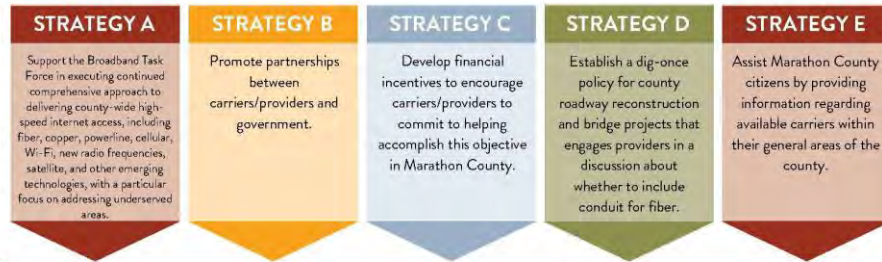 STRATEGY A
Support the Broadband Task
Force in executing continued
comprehensive approach to
delivering county-wide high-
speed internet access, including
fiber, copper, powerline, cellular,
Wi-Fi, new radio frequencies,
satellite, and other emerging
technologies, with a particular
focus on addressing underserved
areas.
STRATEGY B
Promote partnerships
between
carriers/providers and
government.
STRATEGY C
Develop financial
incentives to encourage
carriers/providers to
commit to helping
accomplish this objective
in Marathon County.
STRATEGY D
Establish a dig-once
policy for county
roadway reconstruction
and bridge projects that
engages providers in a
discussion about
whether to include
conduit for fiber.
STRATEGY E
Assist Marathon County
citizens by providing
information regarding
available carriers within
their general areas of the
county.